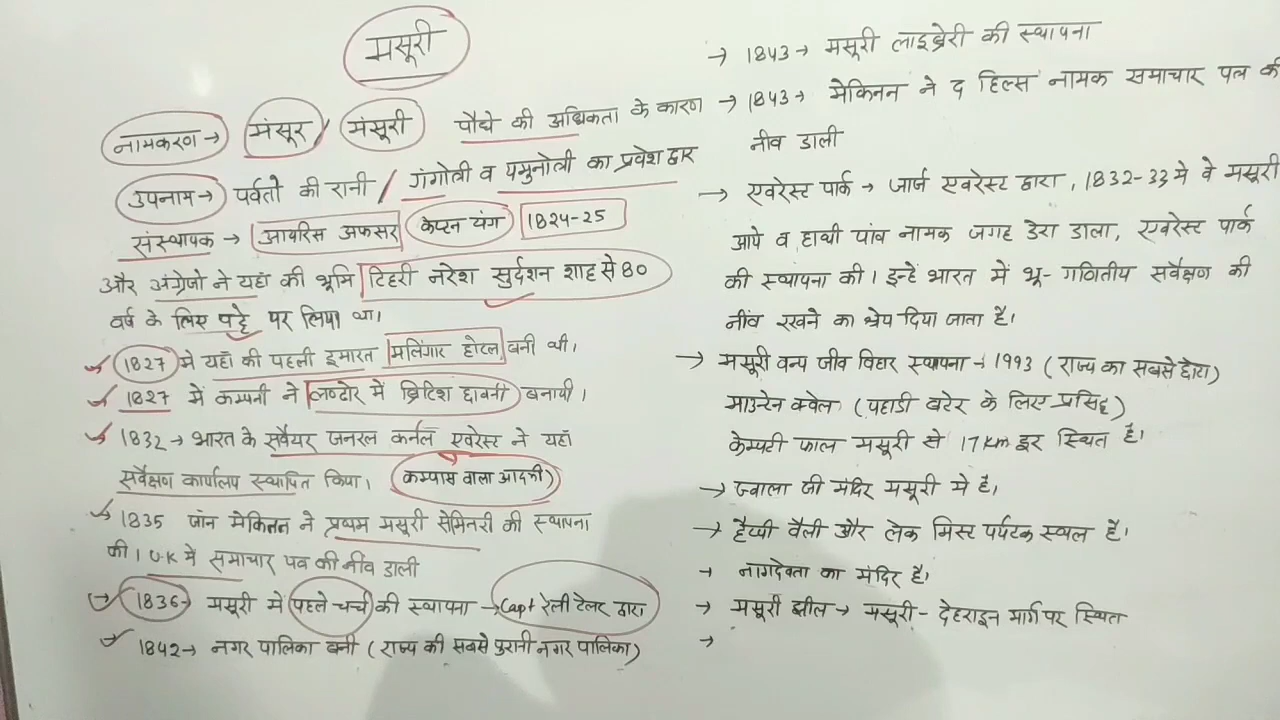 मसूरी
नामकरण → मंसूर / मंसूरी पौधे की अधिकता के कारण
उपनाम → पर्वतो की रानी / गंगोत्री व यमुनोत्री का प्रवेश द्वार
संस्थापक → आयरिस अफसर केप्टन यंग 1824-25
और अंग्रेजो ने यहाँ की भूमि टिहरी नरेश सुर्दशन शाह से 80
वर्ष के लिए पट्टे पर लिया था।
1827 में यहाँ की पहली इमारत मलिंगार होटल बनी थी।
1827 में कम्पनी ने लण्ढोर में ब्रिटिश छावनी बनायी।
1832 → भारत के सर्वेयर जनरल कर्नल एवरेस्ट ने यहाँ
सर्वेक्षण कार्यालय स्थापित किया। (कम्पास वाला आदमी)
1835 जॉन मेकिनन ने प्रथम मसूरी सेमिनरी की स्थापना
की। U.K मे समाचार पत्र की नींव डाली
1836 → मसूरी में पहले चर्च की स्थापना → Capt रेली टेलर द्वारा
1842 → नगर पालिका बनी (राज्य की सबसे पुरानी नगर पालिका)
→ 1843 → मसूरी लाइब्रेरी की स्थापना
→ 1843 → मेकिनन ने द हिल्स नामक समाचार पत्र की
नीव डाली
→ एवरेस्ट पार्क → जार्ज एवरेस्ट द्वारा, 1832-33 मे वे मसूरी
आये व हाथी पांव नामक जगह डेरा डाला, एवरेस्ट पार्क
की स्थापना की। इन्हें भारत में भू-गणितीय सर्वेक्षण की
नींव रखने का श्रेय दिया जाता है।
→ मसूरी वन्य जीव विहार स्थापना - 1993 (राज्य का सबसे छोटा)
माउन्टेन क्वेल (पहाडी बटेर के लिए प्रसिद्द)
केम्पटी फाल मसूरी से 17 km दूर स्थित है।
→ ज्वाला जी मंदिर मसूरी मे है।
→ हैप्पी वैली और लेक मिस्ट पर्यटक स्थल है।
→ नागदेवता का मंदिर है।
→ मसूरी झील → मसूरी - देहरादून मार्ग पर स्थित
→